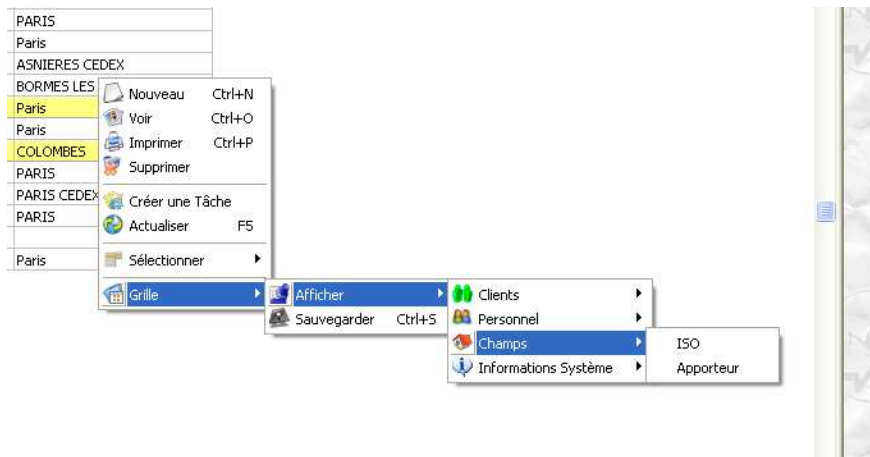 PARIS
Paris
ASNIERES CEDEX
BORMES LES
Paris
Paris
COLOMBES
PARIS
PARIS CEDEX
PARIS
Paris
Nouveau Ctrl+N
Voir Ctrl+O
Imprimer Ctrl+P
Supprimer
Créer une Tâche
Actualiser F5
Sélectionner
Grille
Afficher
Sauvegarder Ctrl+S
Clients
Personnel
Champs
Informations Système
ISO
Apporteur